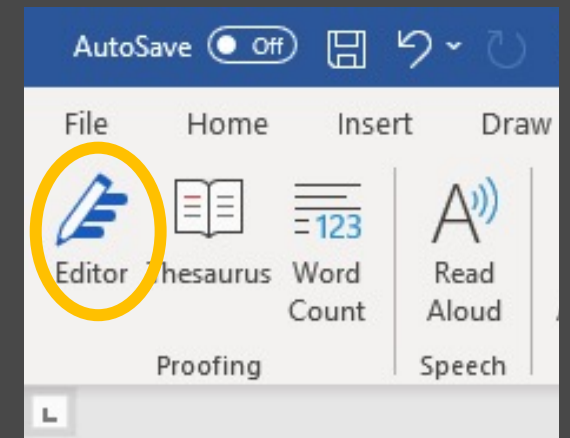 AutoSave Off
File Home Insert Draw
Editor Thesaurus Word Count Read Aloud
Proofing Speech